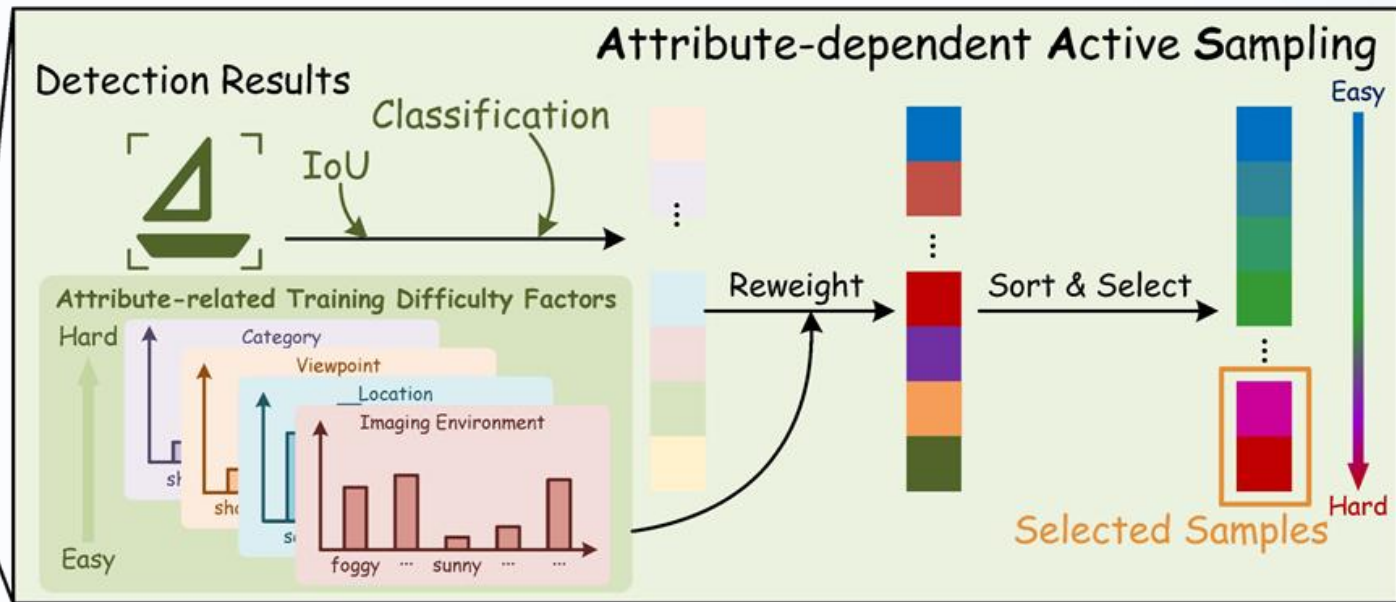 Attribute-dependent Active Sampling
Detection Results
Easy
Classification
IoU
...
...
Reweight
Sort & Select
...
Attribute-related Training Difficulty Factors
Hard
Category
Viewpoint
__Location
Imaging Environment
foggy ... sunny ... ...
Easy
Hard
Selected Samples